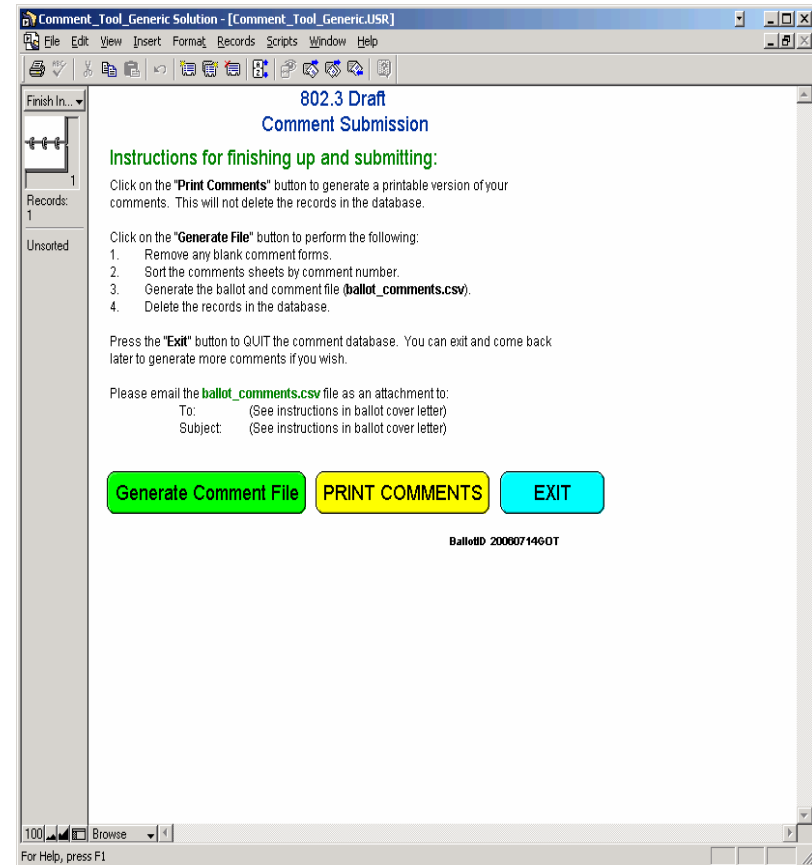 Comment_Tool_Generic Solution - [Comment_Tool_Generic.USR]
File Edit View Insert Format Records Scripts Window Help
Finish In...
1
Records:
1
Unsorted
802.3 Draft
Comment Submission
Instructions for finishing up and submitting:
Click on the "Print Comments" button to generate a printable version of your
comments. This will not delete the records in the database.
Click on the "Generate File" button to perform the following:
1. Remove any blank comment forms.
2. Sort the comments sheets by comment number.
3. Generate the ballot and comment file (ballot_comments.csv).
4. Delete the records in the database.
Press the "Exit" button to QUIT the comment database. You can exit and come back
later to generate more comments if you wish.
Please email the ballot_comments.csv file as an attachment to:
To: (See instructions in ballot cover letter)
Subject: (See instructions in ballot cover letter)
Generate Comment File PRINT COMMENTS EXIT
BallotID 20060714GOT
100 Browse
For Help, press F1